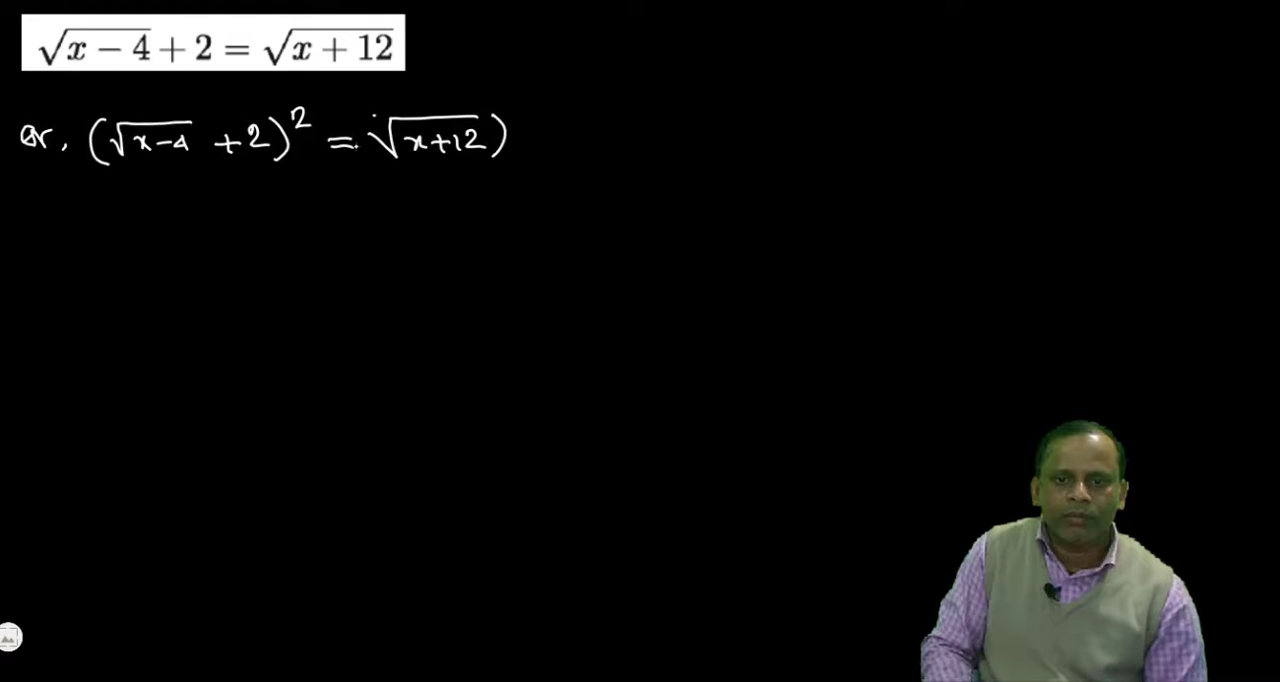 √(x − 4) + 2 = √(x + 12)
or, (√(x−4) +2)² = √(x+12) )